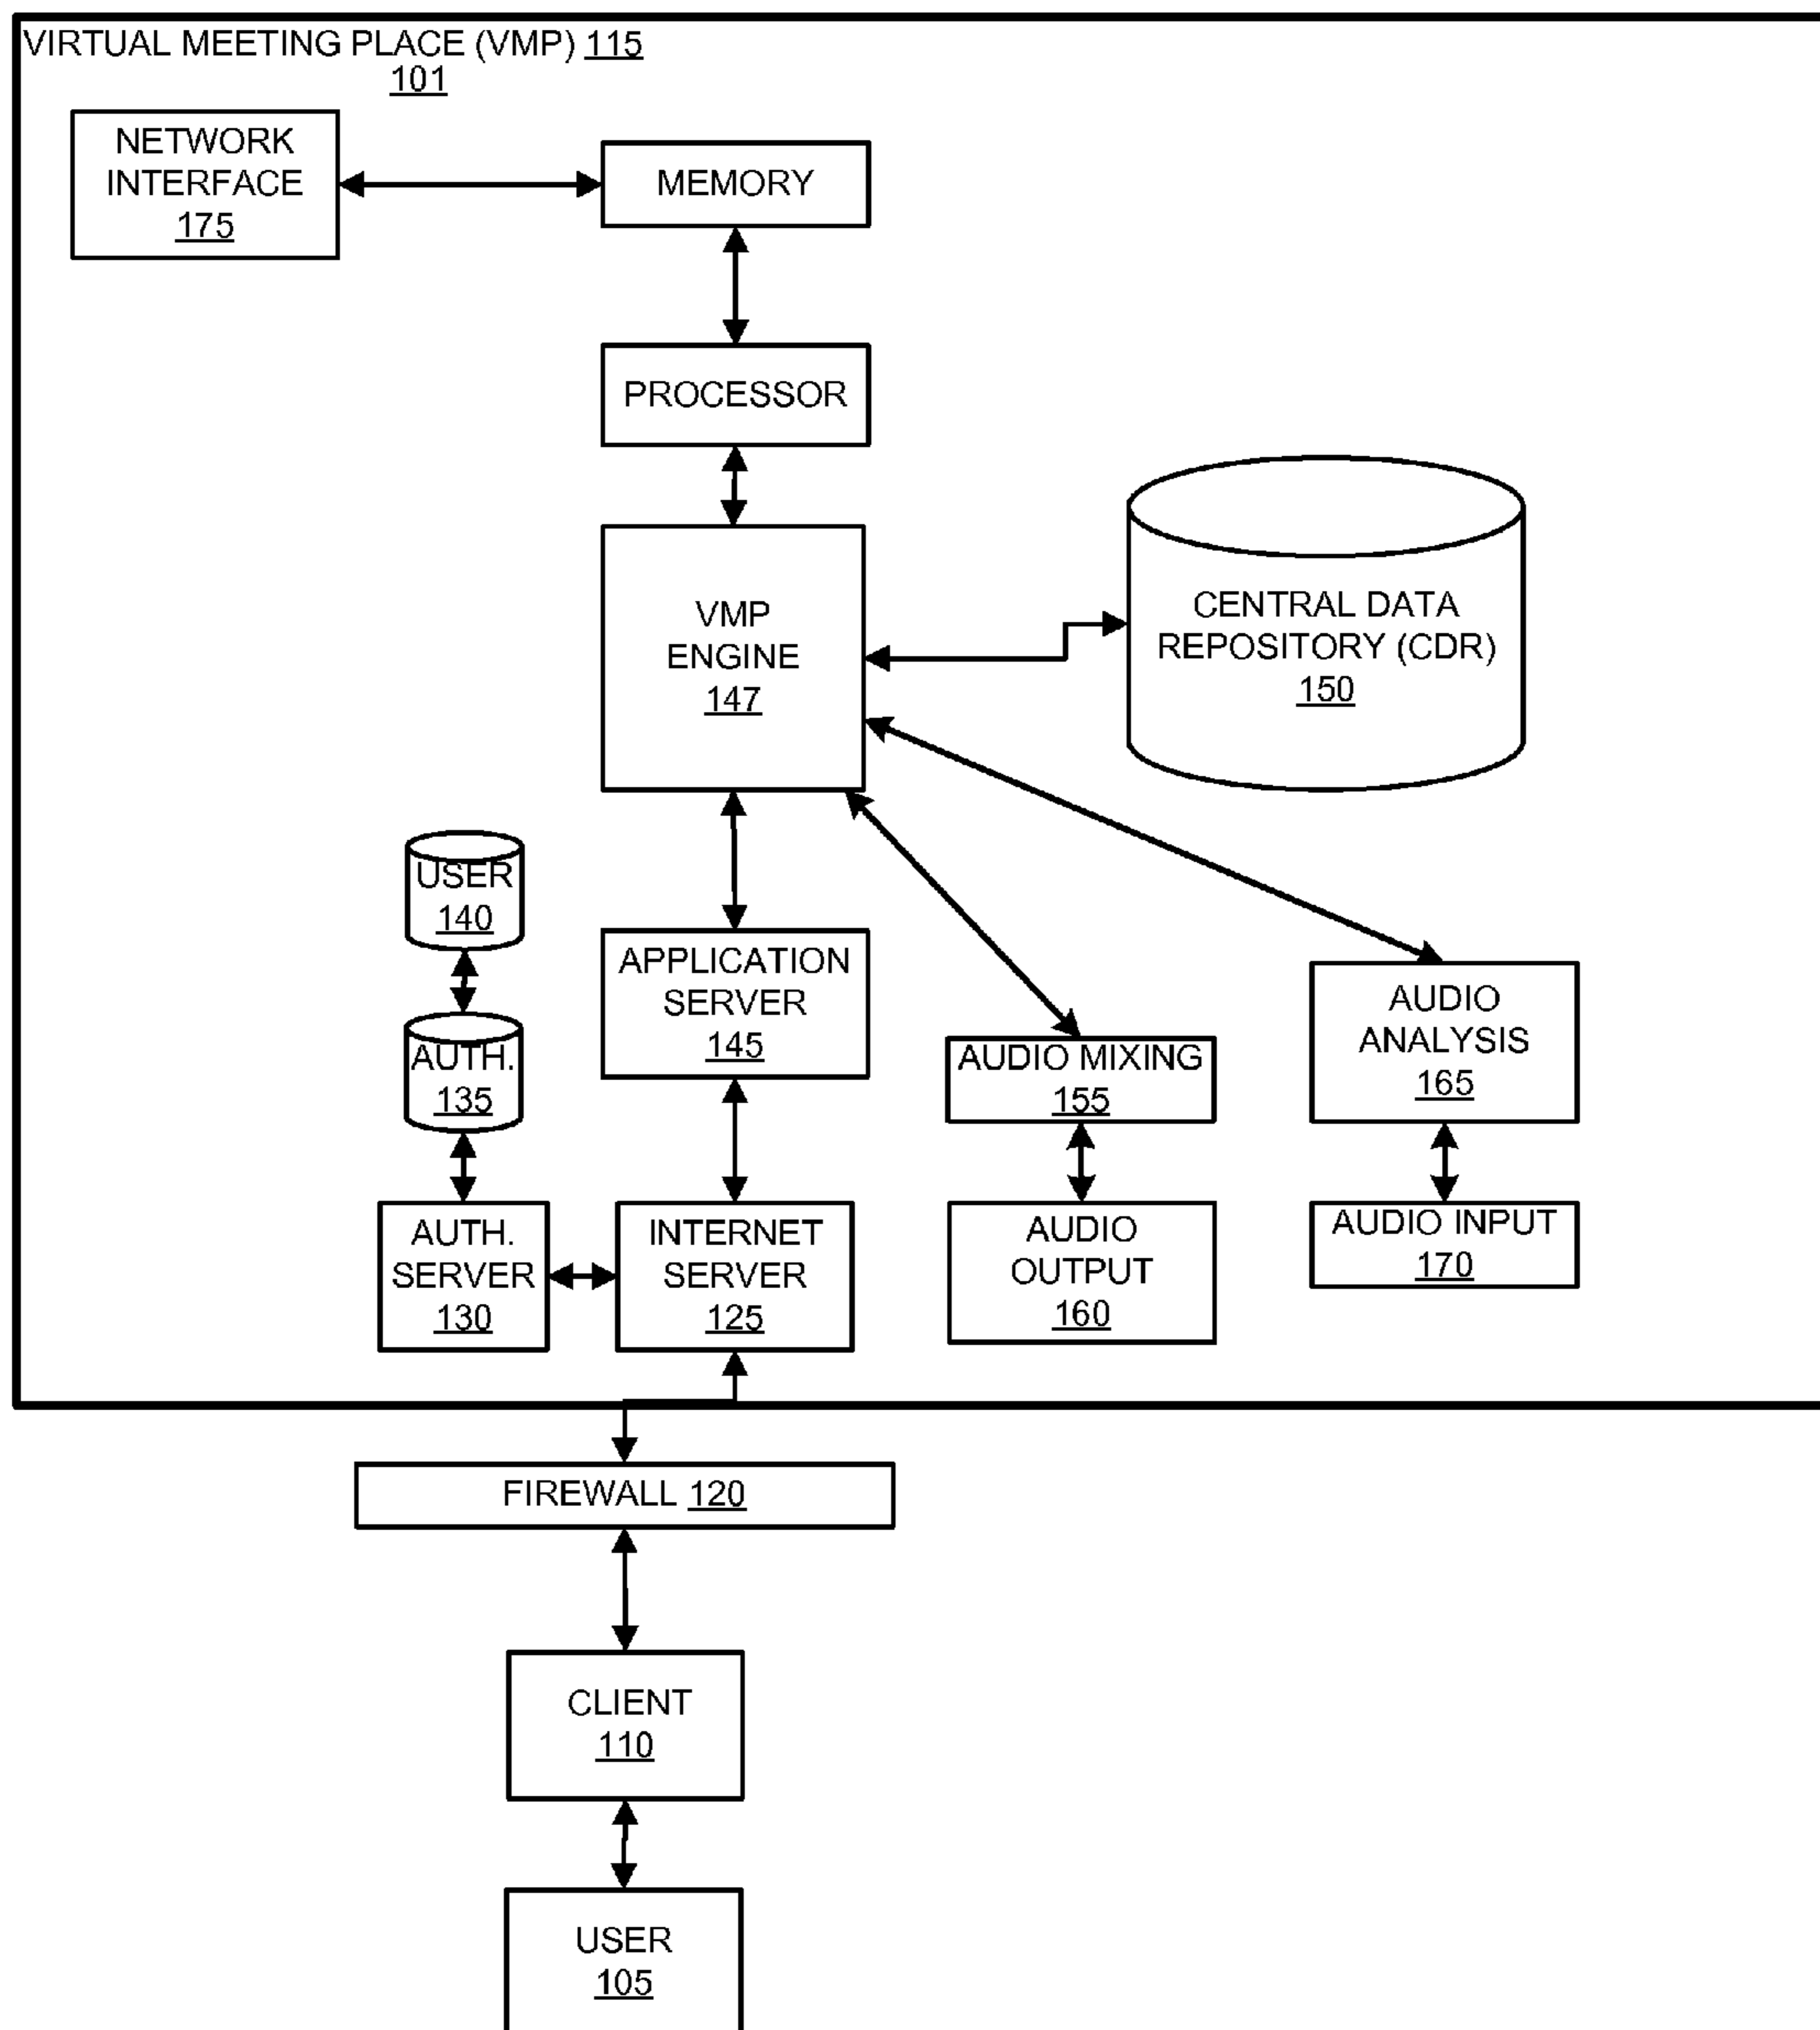 VIRTUAL MEETING PLACE (VMP) 115
101
NETWORK
INTERFACE
175
MEMORY
PROCESSOR
VMP
ENGINE
147
CENTRAL DATA
REPOSITORY (CDR)
150
USER
140
AUTH.
135
APPLICATION
SERVER
145
AUDIO MIXING
155
AUDIO
ANALYSIS
165
AUTH.
SERVER
130
INTERNET
SERVER
125
AUDIO
OUTPUT
160
AUDIO INPUT
170
FIREWALL 120
CLIENT
110
USER
105